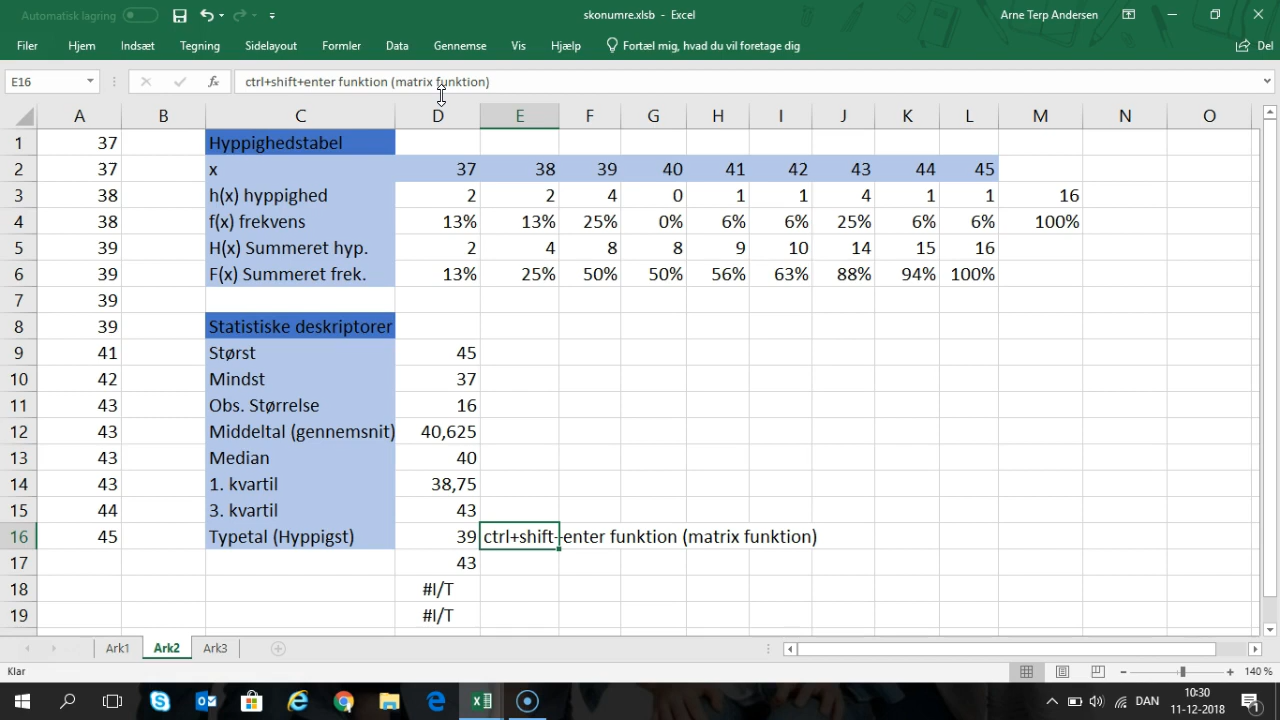 Automatisk lagring
skonumre.xlsb - Excel
Arne Terp Andersen
Filer Hjem Indsæt Tegning Sidelayout Formler Data Gennemse Vis Hjælp Fortæl mig, hvad du vil foretage dig Del
E16 fx ctrl+shift+enter funktion (matrix funktion)
A B C D E F G H I J K L M N O
1 37 Hyppighedstabel
2 37 x 37 38 39 40 41 42 43 44 45
3 38 h(x) hyppighed 2 2 4 0 1 1 4 1 1 16
4 38 f(x) frekvens 13% 13% 25% 0% 6% 6% 25% 6% 6% 100%
5 39 H(x) Summeret hyp. 2 4 8 8 9 10 14 15 16
6 39 F(x) Summeret frek. 13% 25% 50% 50% 56% 63% 88% 94% 100%
7 39
8 39 Statistiske deskriptorer
9 41 Størst 45
10 42 Mindst 37
11 43 Obs. Størrelse 16
12 43 Middeltal (gennemsnit) 40,625
13 43 Median 40
14 43 1. kvartil 38,75
15 44 3. kvartil 43
16 45 Typetal (Hyppigst) 39 ctrl+shift+enter funktion (matrix funktion)
17 43
18 #I/T
19 #I/T
Ark1 Ark2 Ark3
Klar 140 %
DAN 10:30
11-12-2018 1